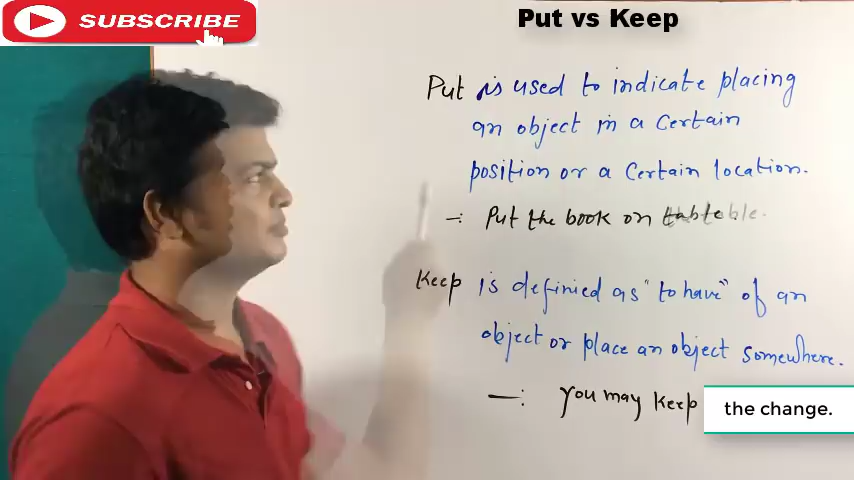 SUBSCRIBE
Put vs Keep
Put is used to indicate placing
an object in a Certain
position or a Certain location.
-: Put the book on
Keep is definied as "to have" of an
object or place an object somewhere.
—: You may Keep the change.